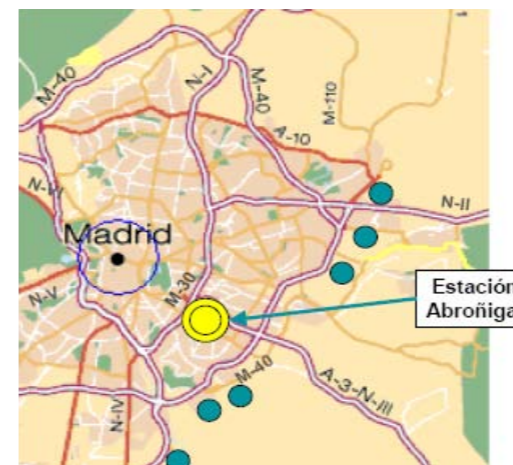 M-40
N-I
M-40
M-110
A-10
N-VI
N-II
Madrid
M-30
N-V
Estación
Abroñiga
M-40
A-3-N-III
N-IV